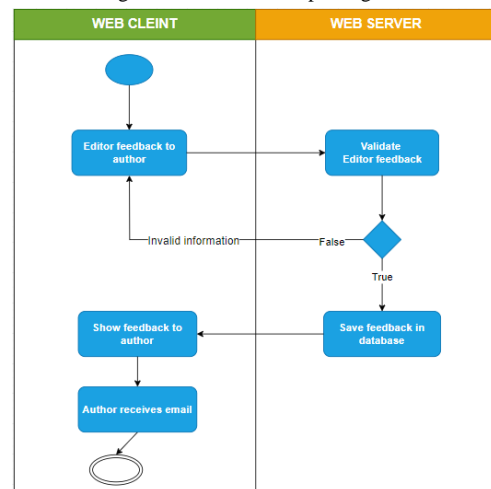 WEB CLEINT
WEB SERVER
Editor feedback to
author
Validate
Editor feedback
Invalid information
False
True
Show feedback to
author
Save feedback in
database
Author receives email